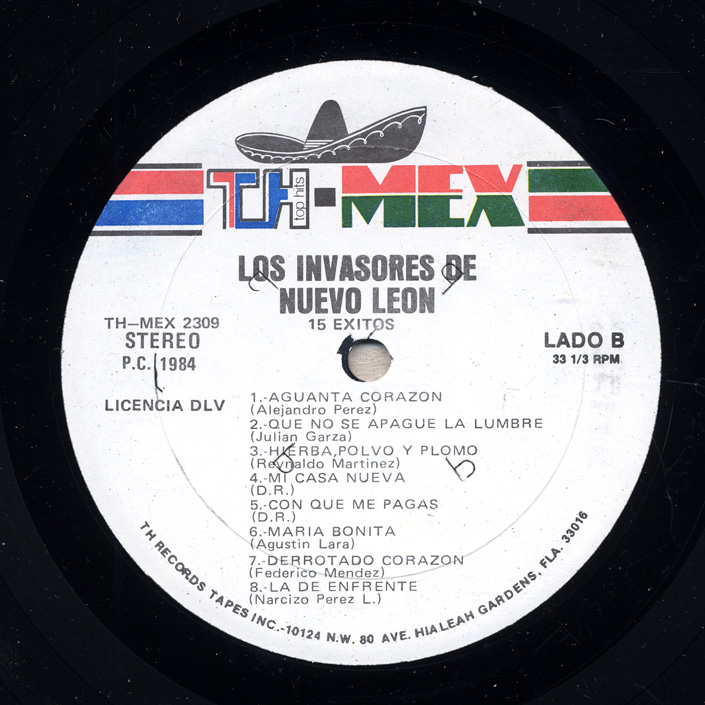 TH-MEX
top hits
LOS INVASORES DE
NUEVO LEON
15 EXITOS
TH-MEX 2309
STEREO
P.C. 1984
LICENCIA DLV
LADO B
33 1/3 RPM
1.-AGUANTA CORAZON
(Alejandro Perez)
2.-QUE NO SE APAGUE LA LUMBRE
(Julian Garza)
3.-HIERBA,POLVO Y PLOMO
(Reynaldo Martinez)
4.-MI CASA NUEVA
(D.R.)
5.-CON QUE ME PAGAS
(D.R.)
6.-MARIA BONITA
(Agustin Lara)
7.-DERROTADO CORAZON
(Federico Mendez)
8.-LA DE ENFRENTE
(Narcizo Perez L.)
TH RECORDS TAPES INC.-10124 N.W. 80 AVE. HIALEAH GARDENS, FLA. 33016